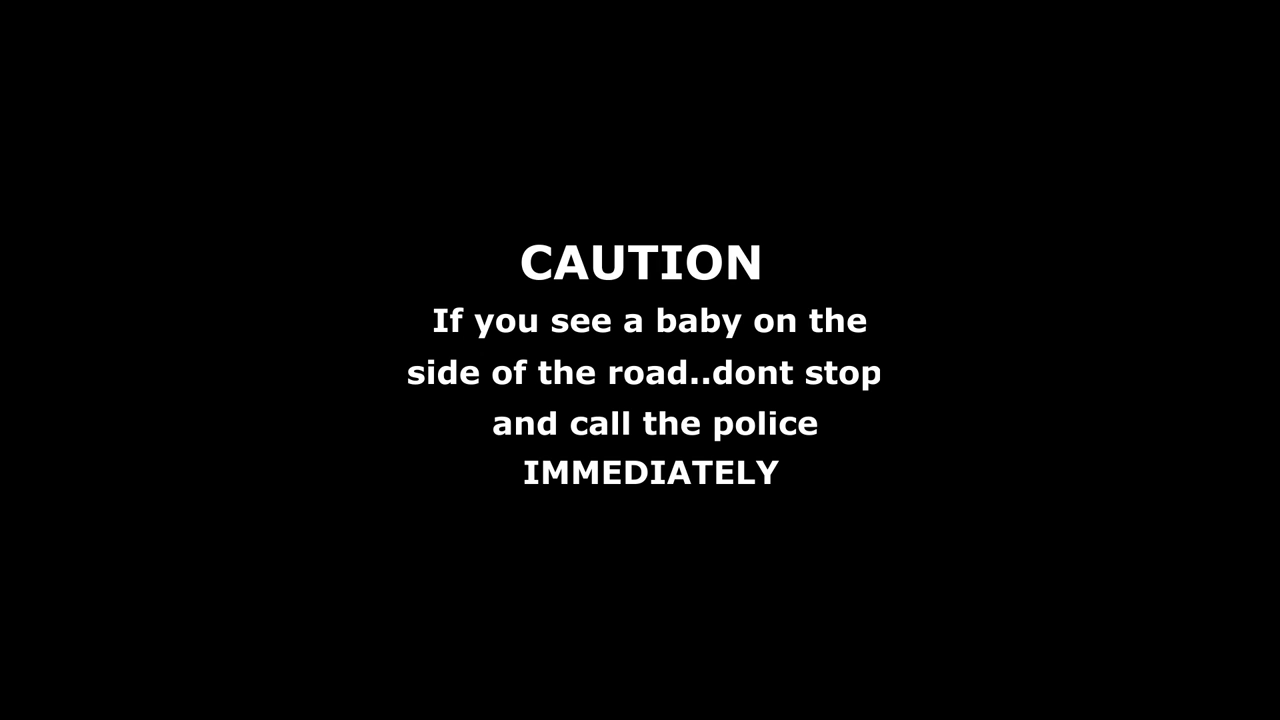 CAUTION
If you see a baby on the
side of the road..dont stop
and call the police
IMMEDIATELY